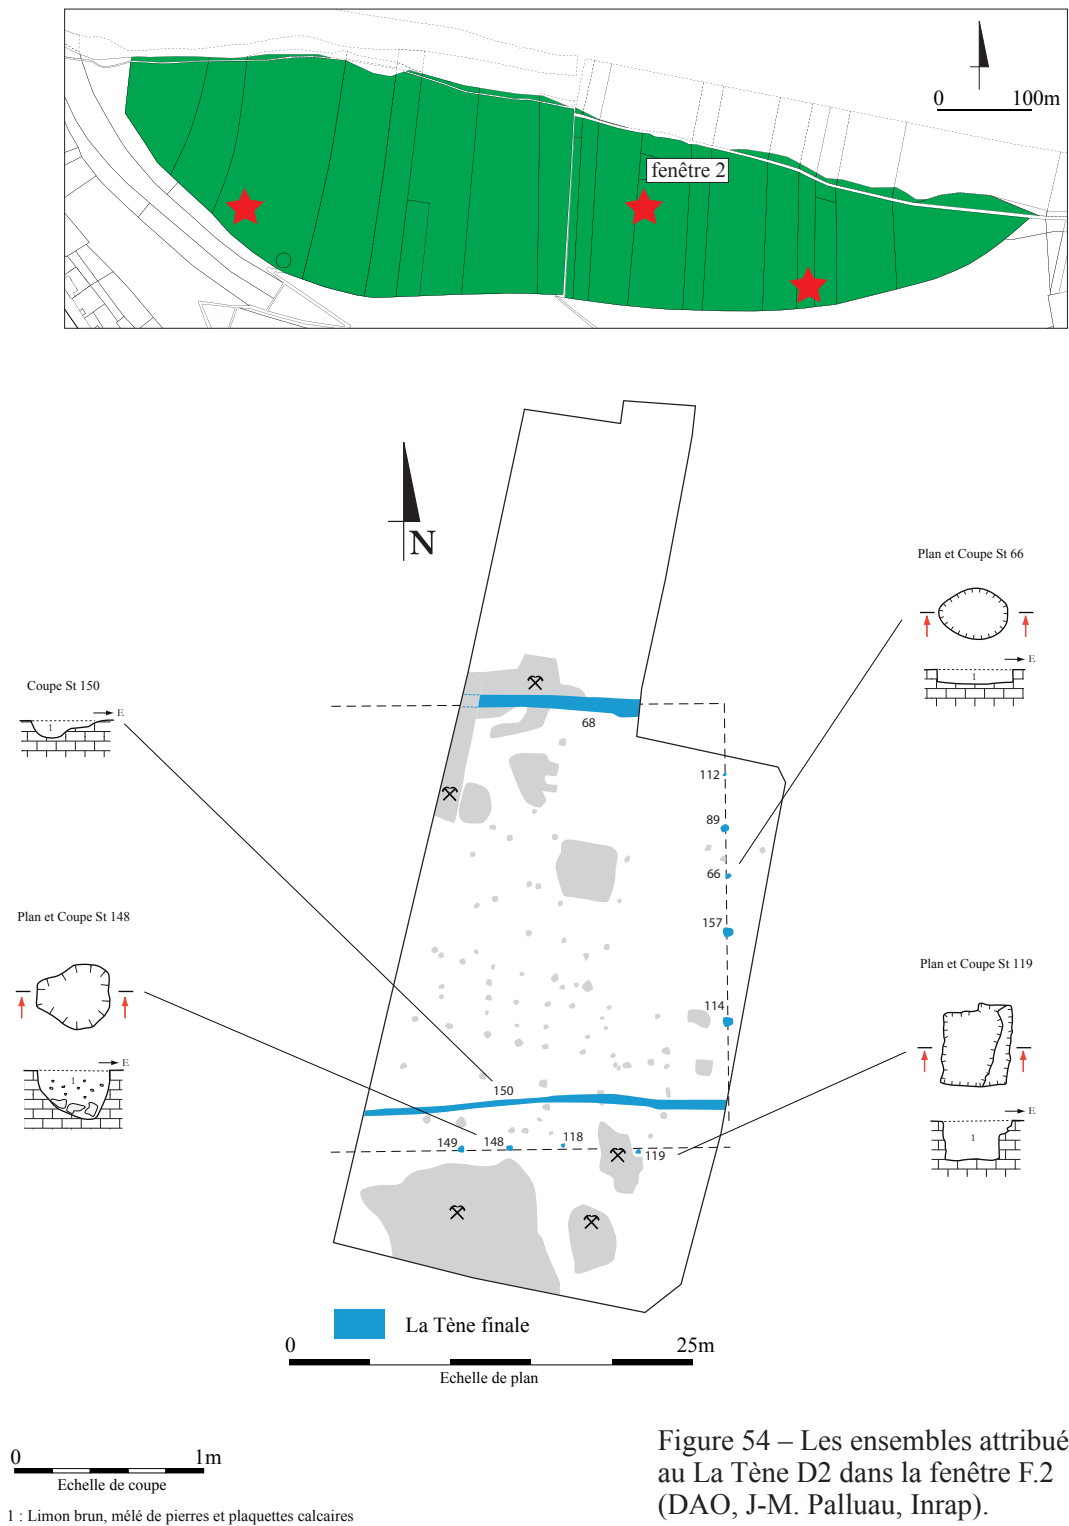 0 100m
fenêtre 2
N
Plan et Coupe St 66
E
1
Coupe St 150
E
1
68
112
89
66
157
114
Plan et Coupe St 148
E
1
Plan et Coupe St 119
E
1
150
149
148
118
119
La Tène finale
0 25m
Echelle de plan
0 1m
Echelle de coupe
1 : Limon brun, mélé de pierres et plaquettes calcaires
Figure 54 – Les ensembles attribué
au La Tène D2 dans la fenêtre F.2
(DAO, J-M. Palluau, Inrap).